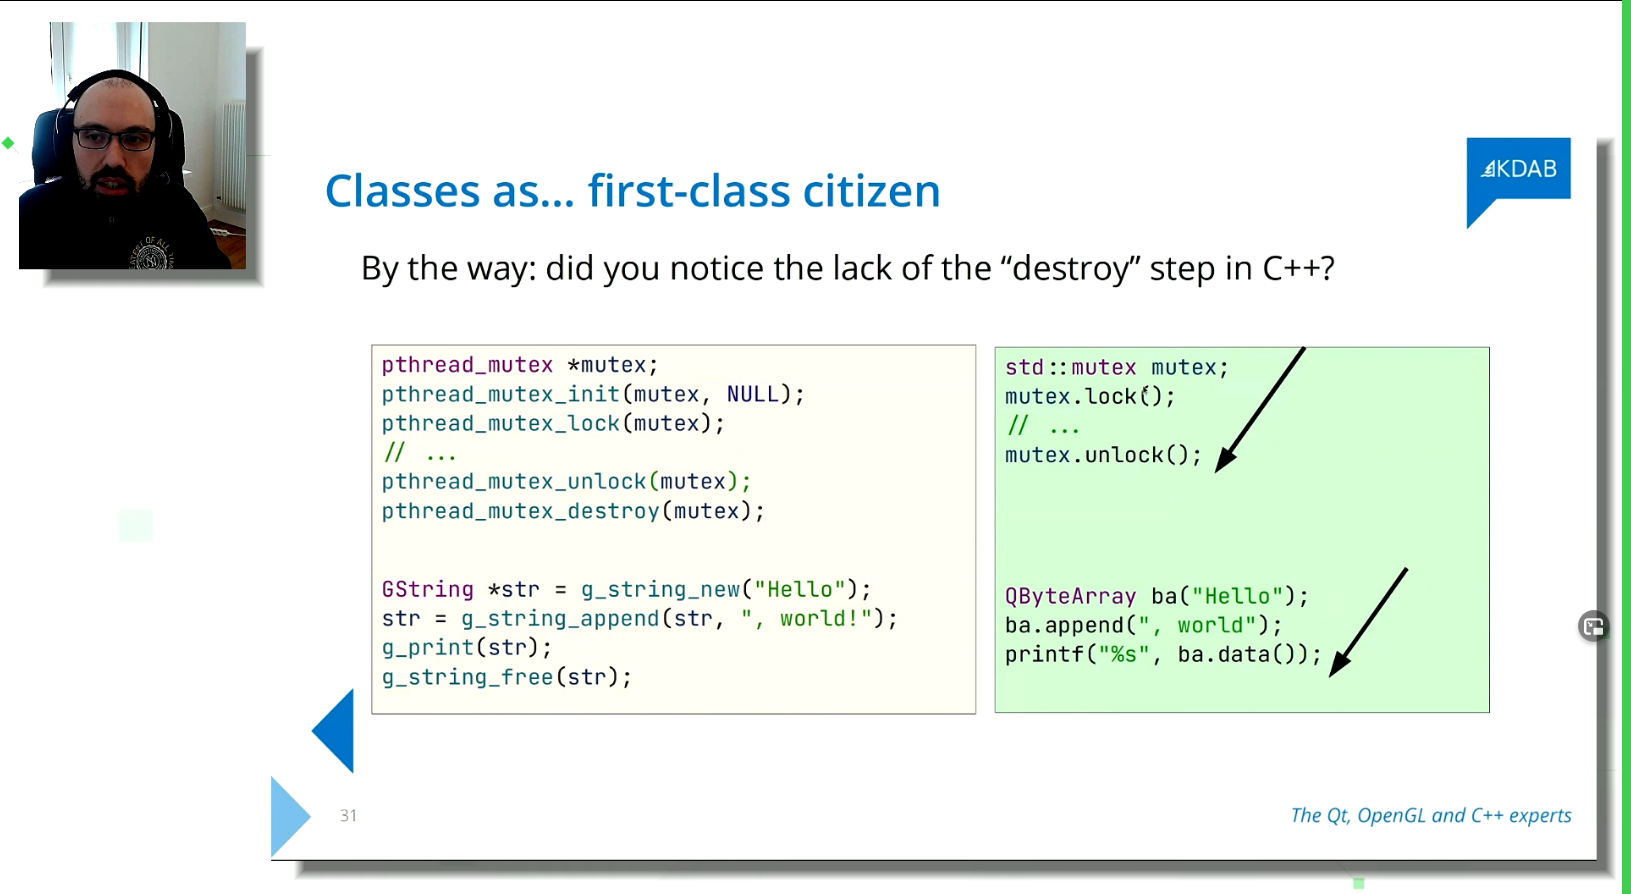 Classes as... first-class citizen
KDAB
By the way: did you notice the lack of the “destroy” step in C++?
pthread_mutex *mutex;
pthread_mutex_init(mutex, NULL);
pthread_mutex_lock(mutex);
// ...
pthread_mutex_unlock(mutex);
pthread_mutex_destroy(mutex);
GString *str = g_string_new("Hello");
str = g_string_append(str, ", world!");
g_print(str);
g_string_free(str);
std::mutex mutex;
mutex.lock();
// ...
mutex.unlock();
QByteArray ba("Hello");
ba.append(", world");
printf("%s", ba.data());
31
The Qt, OpenGL and C++ experts